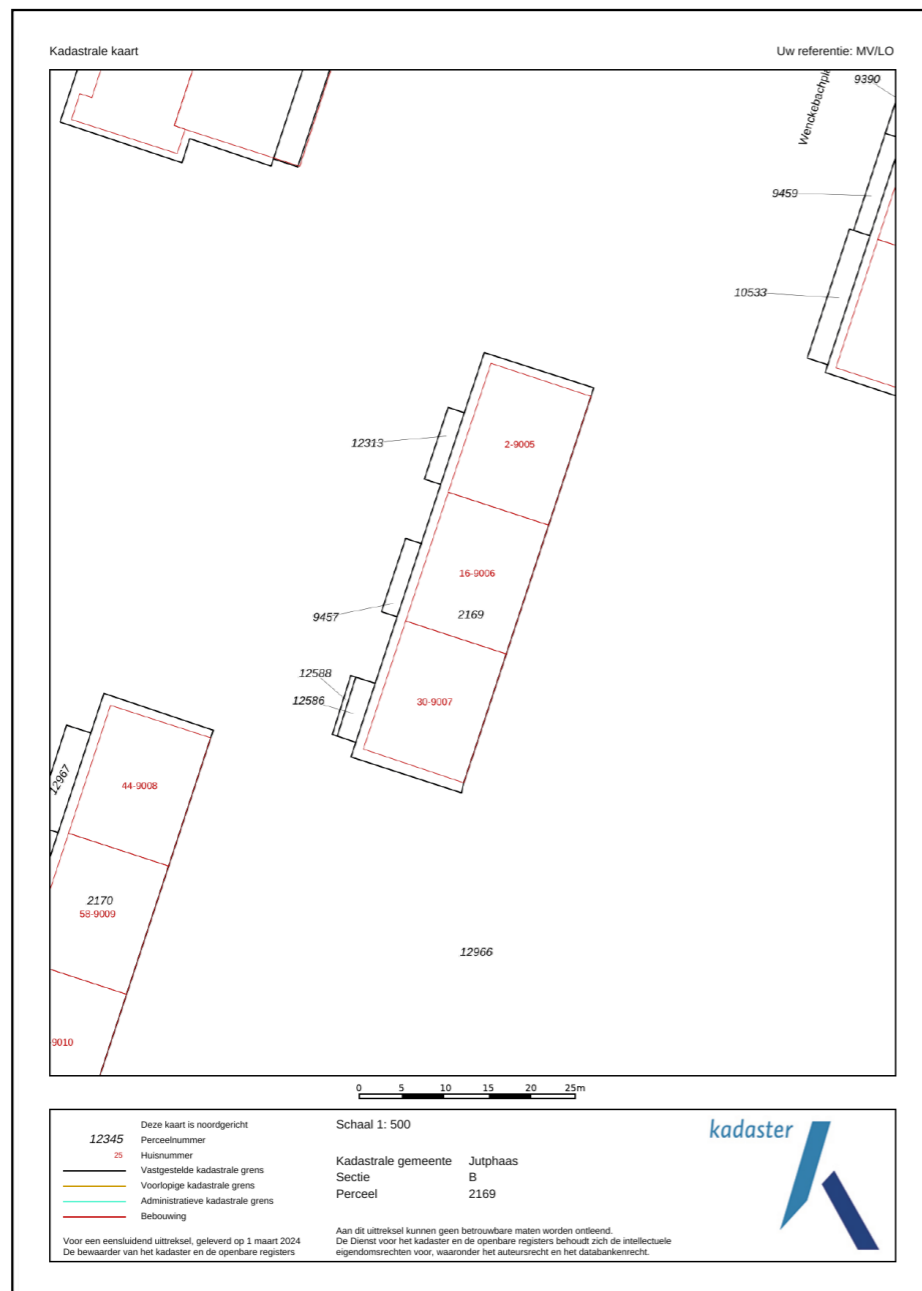 Kadastrale kaart
Uw referentie: MV/LO
9390
9459
10533
12313
2-9005
16-9006
9457
2169
12588
12586
30-9007
12967
44-9008
2170
58-9009
12966
-9010
0 5 10 15 20 25m
Deze kaart is noordgericht
12345 Perceelnummer
25 Huisnummer
Vastgestelde kadastrale grens
Voorlopige kadastrale grens
Administratieve kadastrale grens
Bebouwing
Voor een eensluidend uittreksel, geleverd op 1 maart 2024
De bewaarder van het kadaster en de openbare registers
Schaal 1: 500
Kadastrale gemeente Jutphaas
Sectie B
Perceel 2169
Aan dit uittreksel kunnen geen betrouwbare maten worden ontleend.
De Dienst voor het kadaster en de openbare registers behoudt zich de intellectuele
eigendomsrechten voor, waaronder het auteursrecht en het databankenrecht.
kadaster